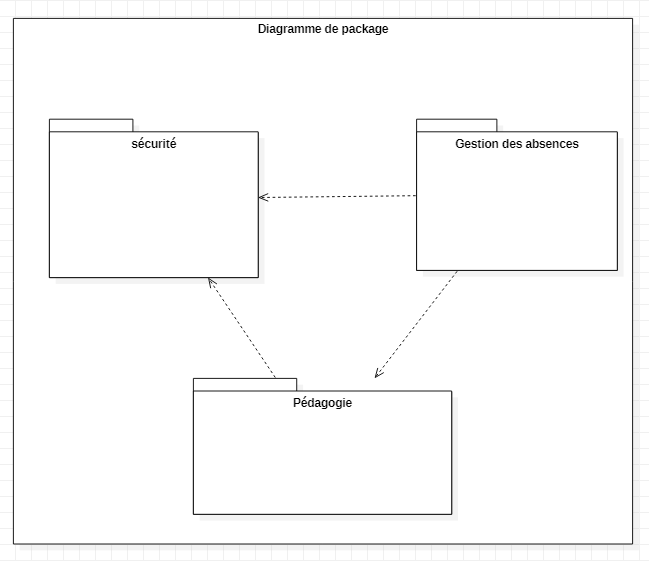 Diagramme de package
sécurité
Gestion des absences
Pédagogie